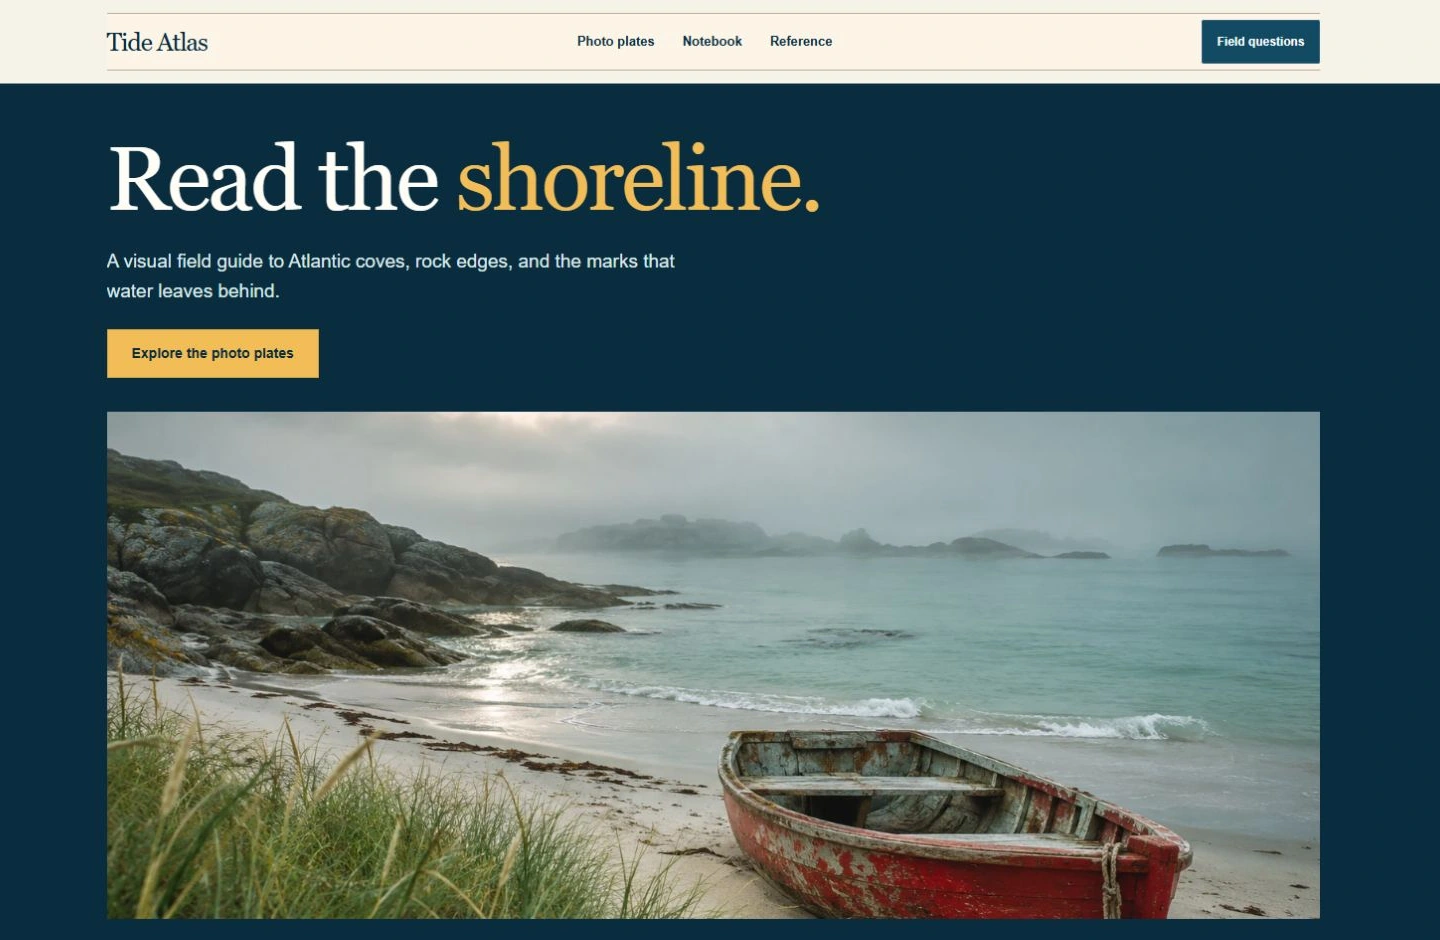 Tide Atlas
Photo plates
Notebook
Reference
Field questions
Read the shoreline.
A visual field guide to Atlantic coves, rock edges, and the marks that
water leaves behind.
Explore the photo plates